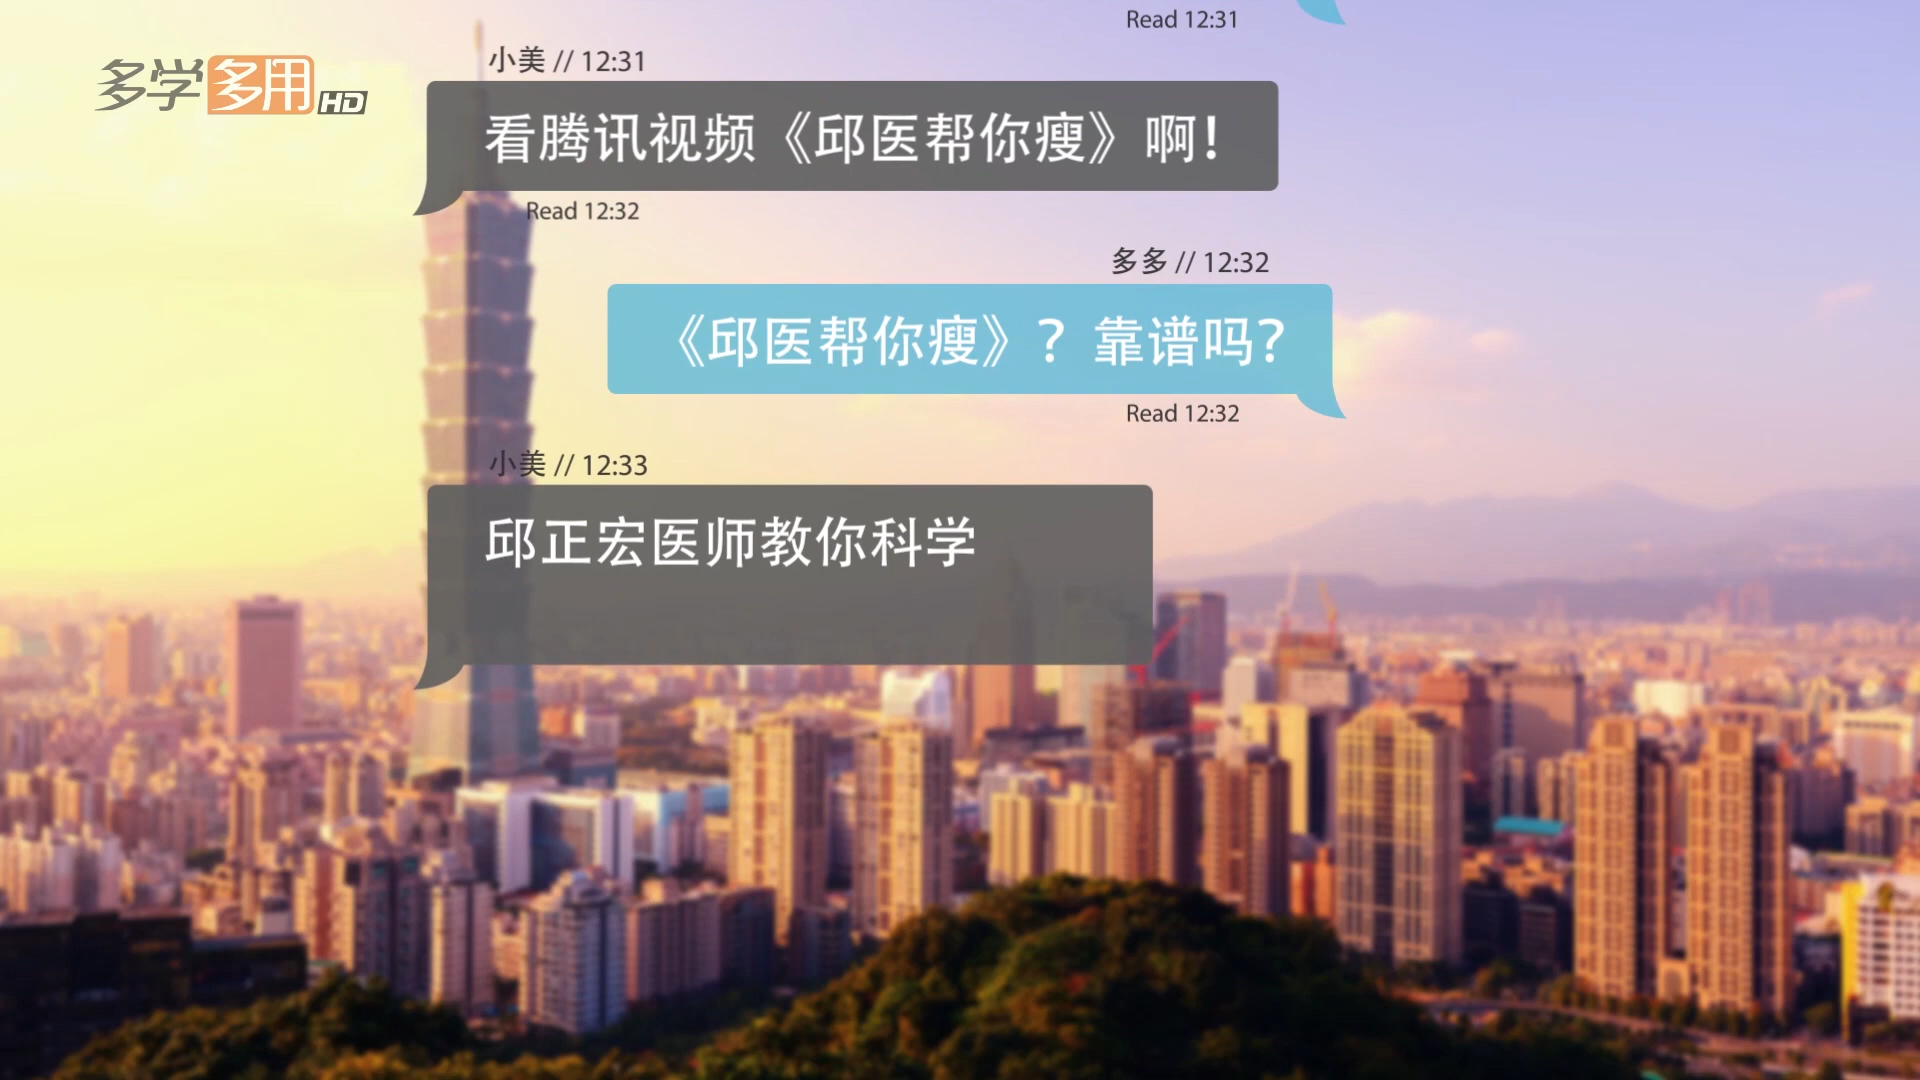 Read 12:31
多学多用HD
小美 // 12:31
看腾讯视频《邱医帮你瘦》啊！
Read 12:32
多多 // 12:32
《邱医帮你瘦》？靠谱吗？
Read 12:32
小美 // 12:33
邱正宏医师教你科学